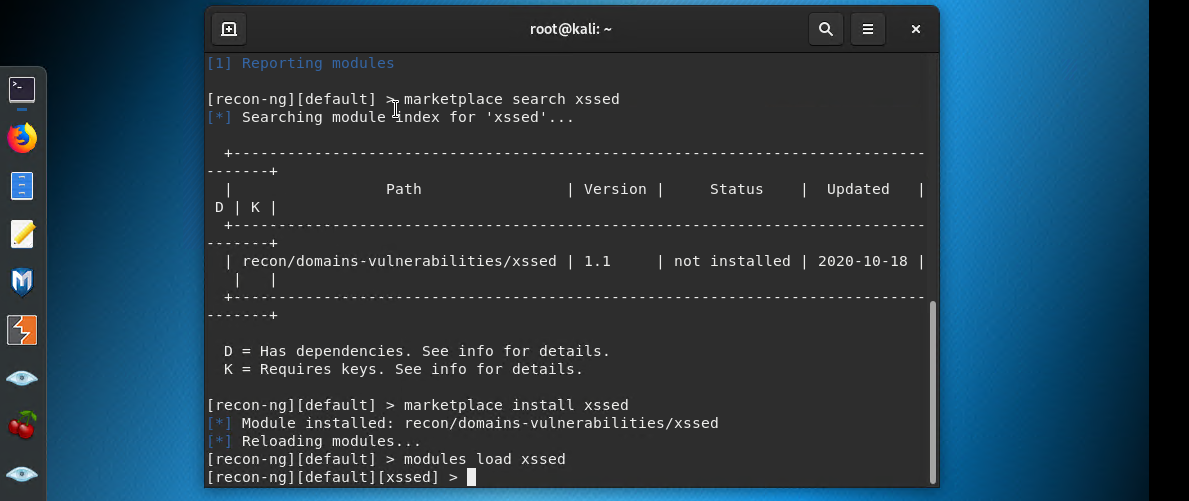 root@kali: ~
[1] Reporting modules
[recon-ng][default] > marketplace search xssed
[*] Searching module index for 'xssed'...
+-----------------------------------------------------------------------------
-------+
| Path | Version | Status | Updated |
D | K |
+-----------------------------------------------------------------------------
-------+
| recon/domains-vulnerabilities/xssed | 1.1 | not installed | 2020-10-18 |
| |
+-----------------------------------------------------------------------------
-------+
D = Has dependencies. See info for details.
K = Requires keys. See info for details.
[recon-ng][default] > marketplace install xssed
[*] Module installed: recon/domains-vulnerabilities/xssed
[*] Reloading modules...
[recon-ng][default] > modules load xssed
[recon-ng][default][xssed] >